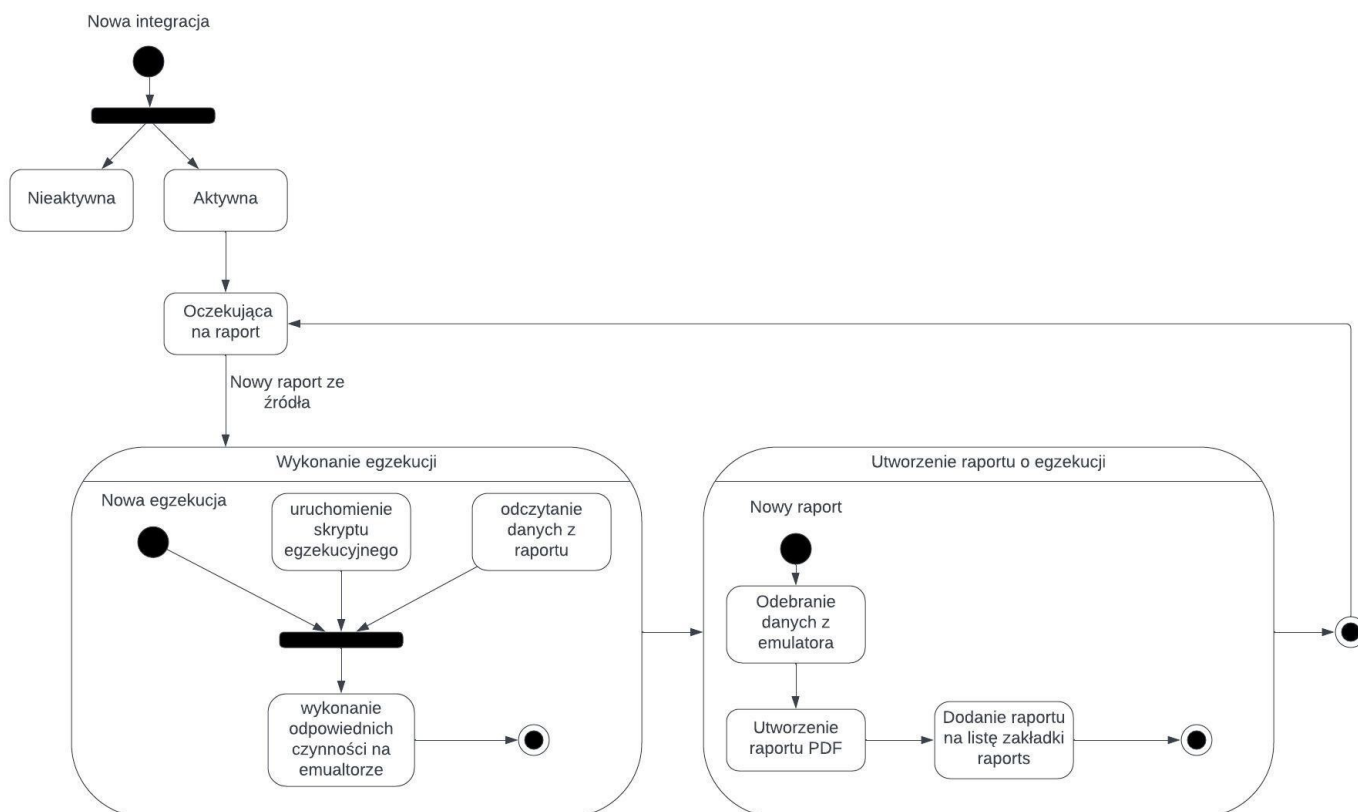 Nowa integracja
Nieaktywna
Aktywna
Oczekująca
na raport
Nowy raport ze
źródła
Wykonanie egzekucji
Nowa egzekucja
uruchomienie
skryptu
egzekucyjnego
odczytanie
danych z
raportu
wykonanie
odpowiednich
czynności na
emualtorze
Utworzenie raportu o egzekucji
Nowy raport
Odebranie
danych z
emulatora
Utworzenie
raportu PDF
Dodanie raportu
na listę zakładki
raports